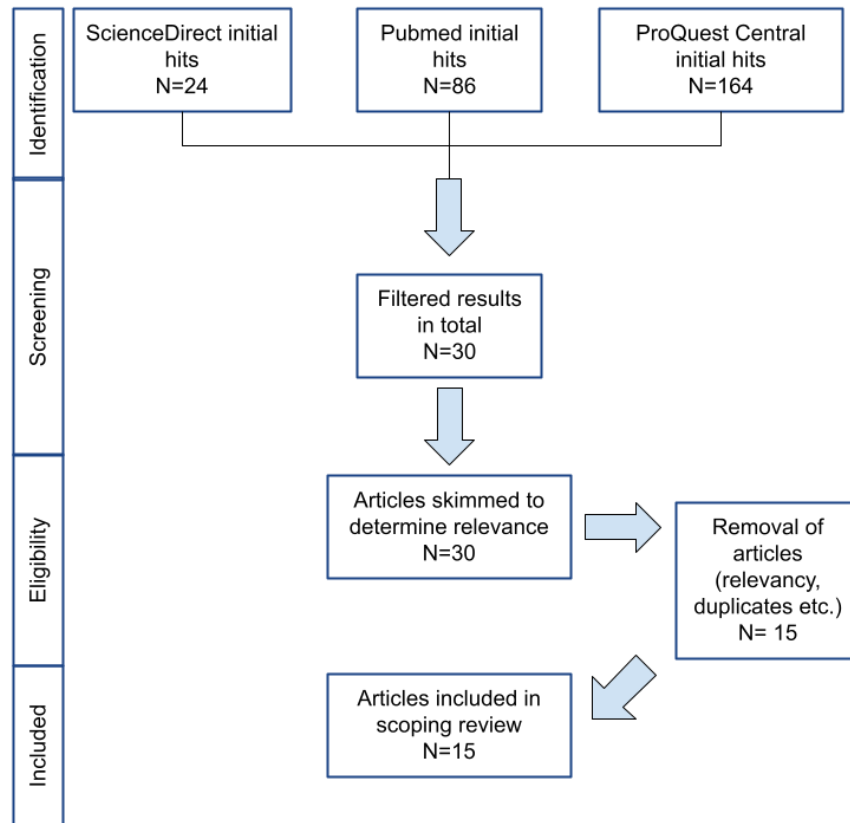 Identification
ScienceDirect initial
hits
N=24
Pubmed initial
hits
N=86
ProQuest Central
initial hits
N=164
Screening
Filtered results
in total
N=30
Eligibility
Articles skimmed to
determine relevance
N=30
Removal of
articles
(relevancy,
duplicates etc.)
N= 15
Included
Articles included in
scoping review
N=15